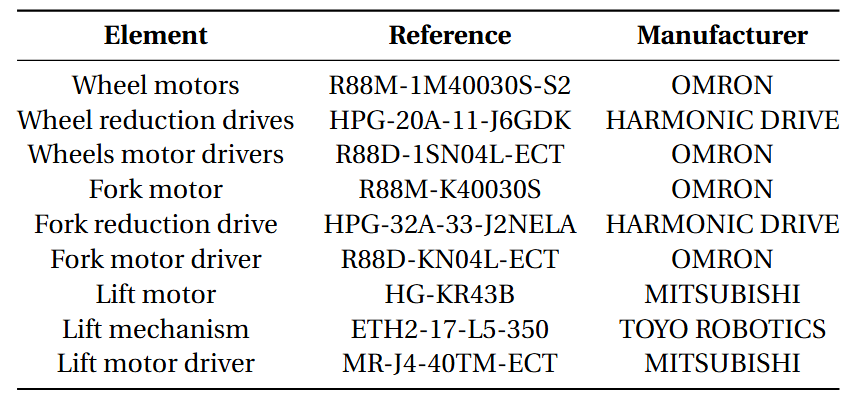 Element Reference Manufacturer
Wheel motors R88M-1M40030S-S2 OMRON
Wheel reduction drives HPG-20A-11-J6GDK HARMONIC DRIVE
Wheels motor drivers R88D-1SN04L-ECT OMRON
Fork motor R88M-K40030S OMRON
Fork reduction drive HPG-32A-33-J2NELA HARMONIC DRIVE
Fork motor driver R88D-KN04L-ECT OMRON
Lift motor HG-KR43B MITSUBISHI
Lift mechanism ETH2-17-L5-350 TOYO ROBOTICS
Lift motor driver MR-J4-40TM-ECT MITSUBISHI